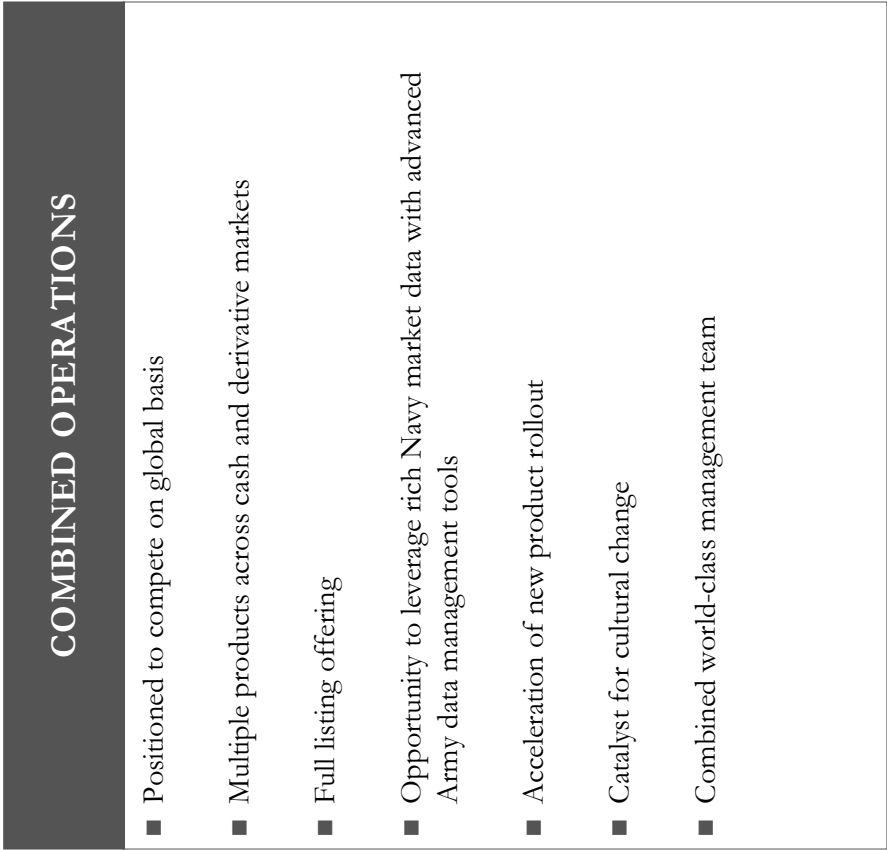 COMBINED OPERATIONS
■ Positioned to compete on global basis
■ Multiple products across cash and derivative markets
■ Full listing offering
■ Opportunity to leverage rich Navy market data with advanced
Army data management tools
■ Acceleration of new product rollout
■ Catalyst for cultural change
■ Combined world-class management team